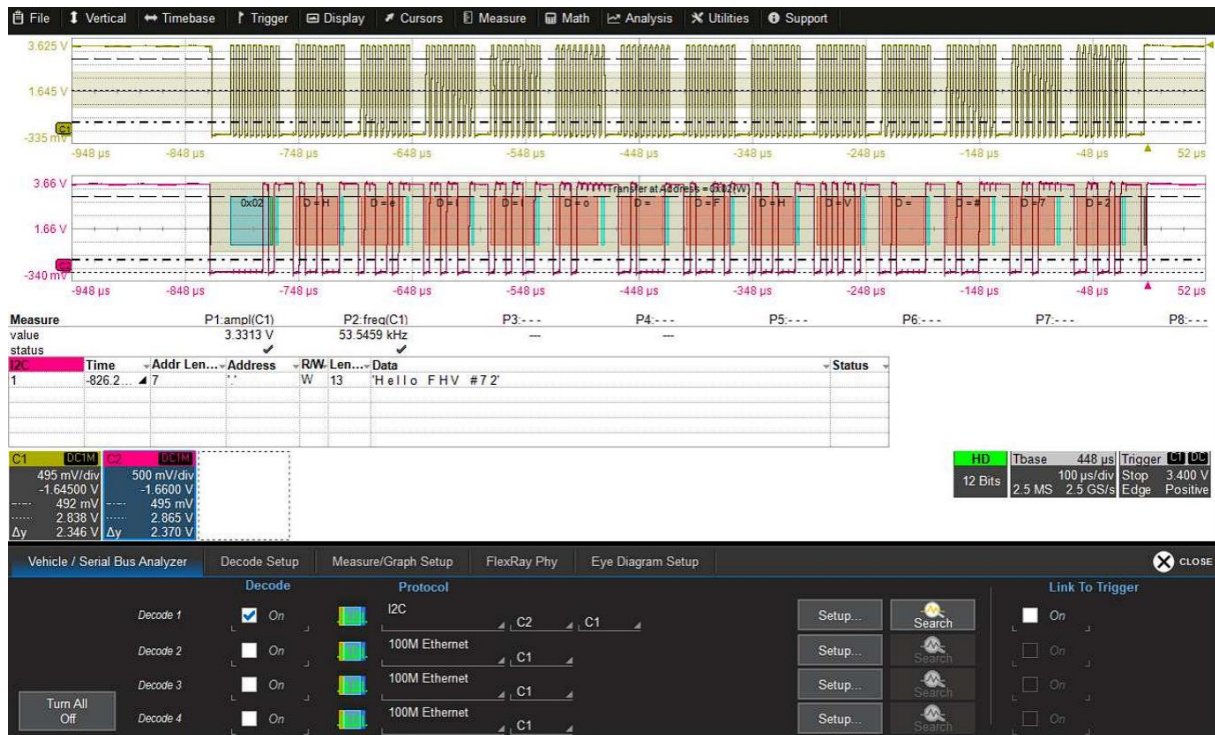 File Vertical Timebase Trigger Display Cursors Measure Math Analysis Utilities Support
3.625 V
1.645 V
C1
-335 mV
-948 µs -848 µs -748 µs -648 µs -548 µs -448 µs -348 µs -248 µs -148 µs -48 µs 52 µs
3.66 V
Transfer at Address = 0x02(W)
0x02 D = H D = e D = l D = l D = o D = D = F D = H D = V D = D = # D = 7 D = 2
1.66 V
-340 mV
-948 µs -848 µs -748 µs -648 µs -548 µs -448 µs -348 µs -248 µs -148 µs -48 µs 52 µs
Measure P1:ampl(C1) P2:freq(C1) P3:- - - P4:- - - P5:- - - P6:- - - P7:- - - P8:- - -
value 3.3313 V 53.5459 kHz --- ---
status
I2C Time Addr Len... Address R/W Len... Data Status
1 -826.2... 7 '.' W 13 'H e l l o F H V # 7 2'
C1 DC1M C2 DC1M
495 mV/div 500 mV/div
-1.64500 V -1.6600 V
492 mV 495 mV
2.838 V 2.865 V
Δy 2.346 V Δy 2.370 V
HD
12 Bits
Tbase 448 µs Trigger C1 DC
100 µs/div Stop 3.400 V
2.5 MS 2.5 GS/s Edge Positive
Vehicle / Serial Bus Analyzer Decode Setup Measure/Graph Setup FlexRay Phy Eye Diagram Setup CLOSE
Decode Protocol Link To Trigger
Decode 1 On I2C C2 C1 Setup... Search On
Decode 2 On 100M Ethernet C1 Setup... Search On
Decode 3 On 100M Ethernet C1 Setup... Search On
Turn All Off
Decode 4 On 100M Ethernet C1 Setup... Search On